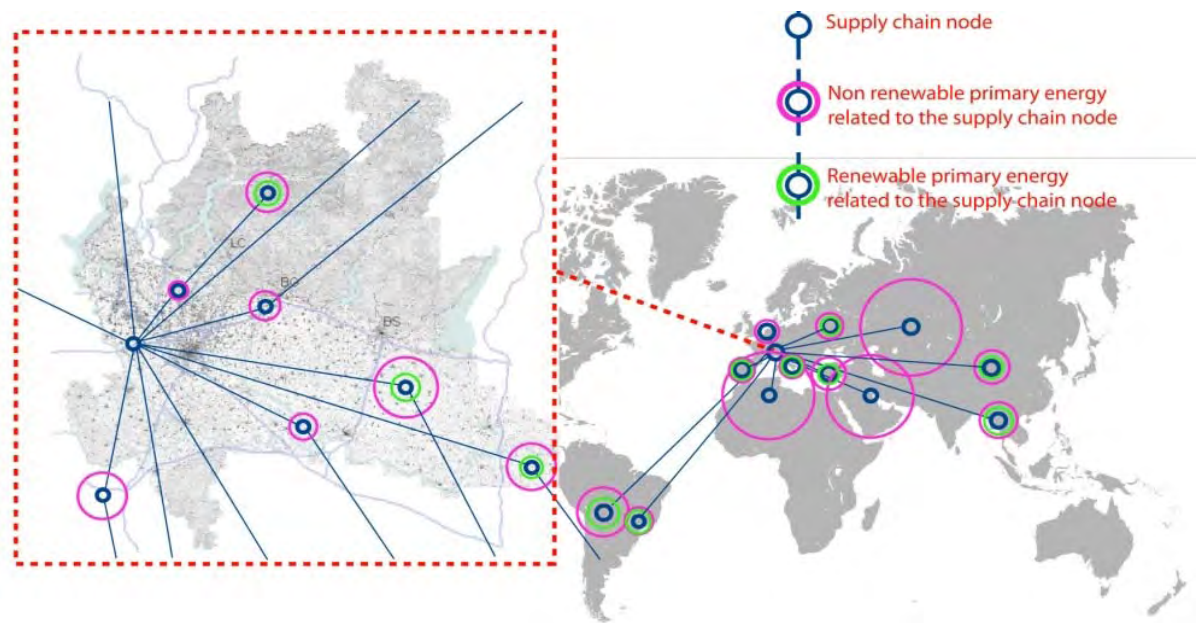 Supply chain node
Non renewable primary energy
related to the supply chain node
Renewable primary energy
related to the supply chain node
LC
BG
BS